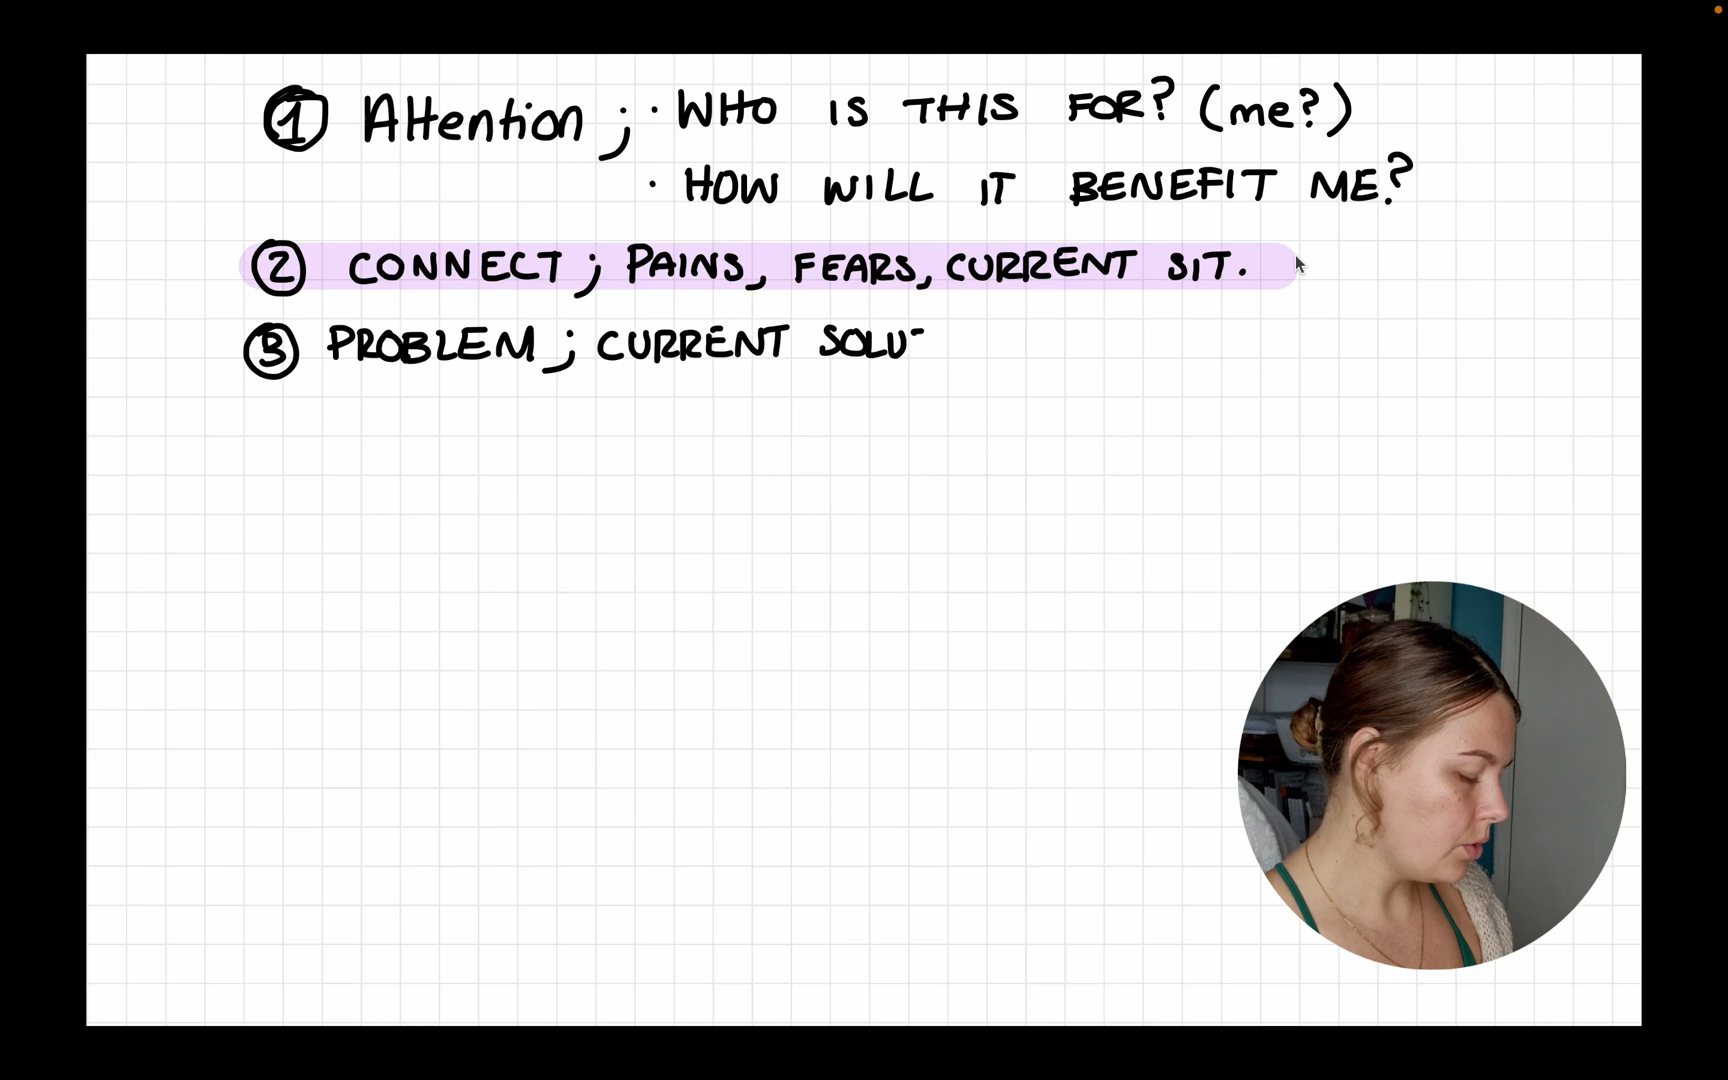 ① Attention ; · WHO IS THIS FOR? (me?)
· HOW WILL IT BENEFIT ME?
② CONNECT ; PAINS, FEARS, CURRENT SIT.
③ PROBLEM ; CURRENT SOLU